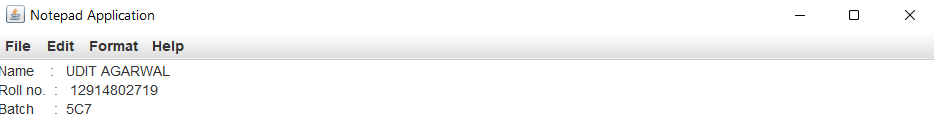 Notepad Application
File Edit Format Help
Name : UDIT AGARWAL
Roll no. : 12914802719
Batch : 5C7